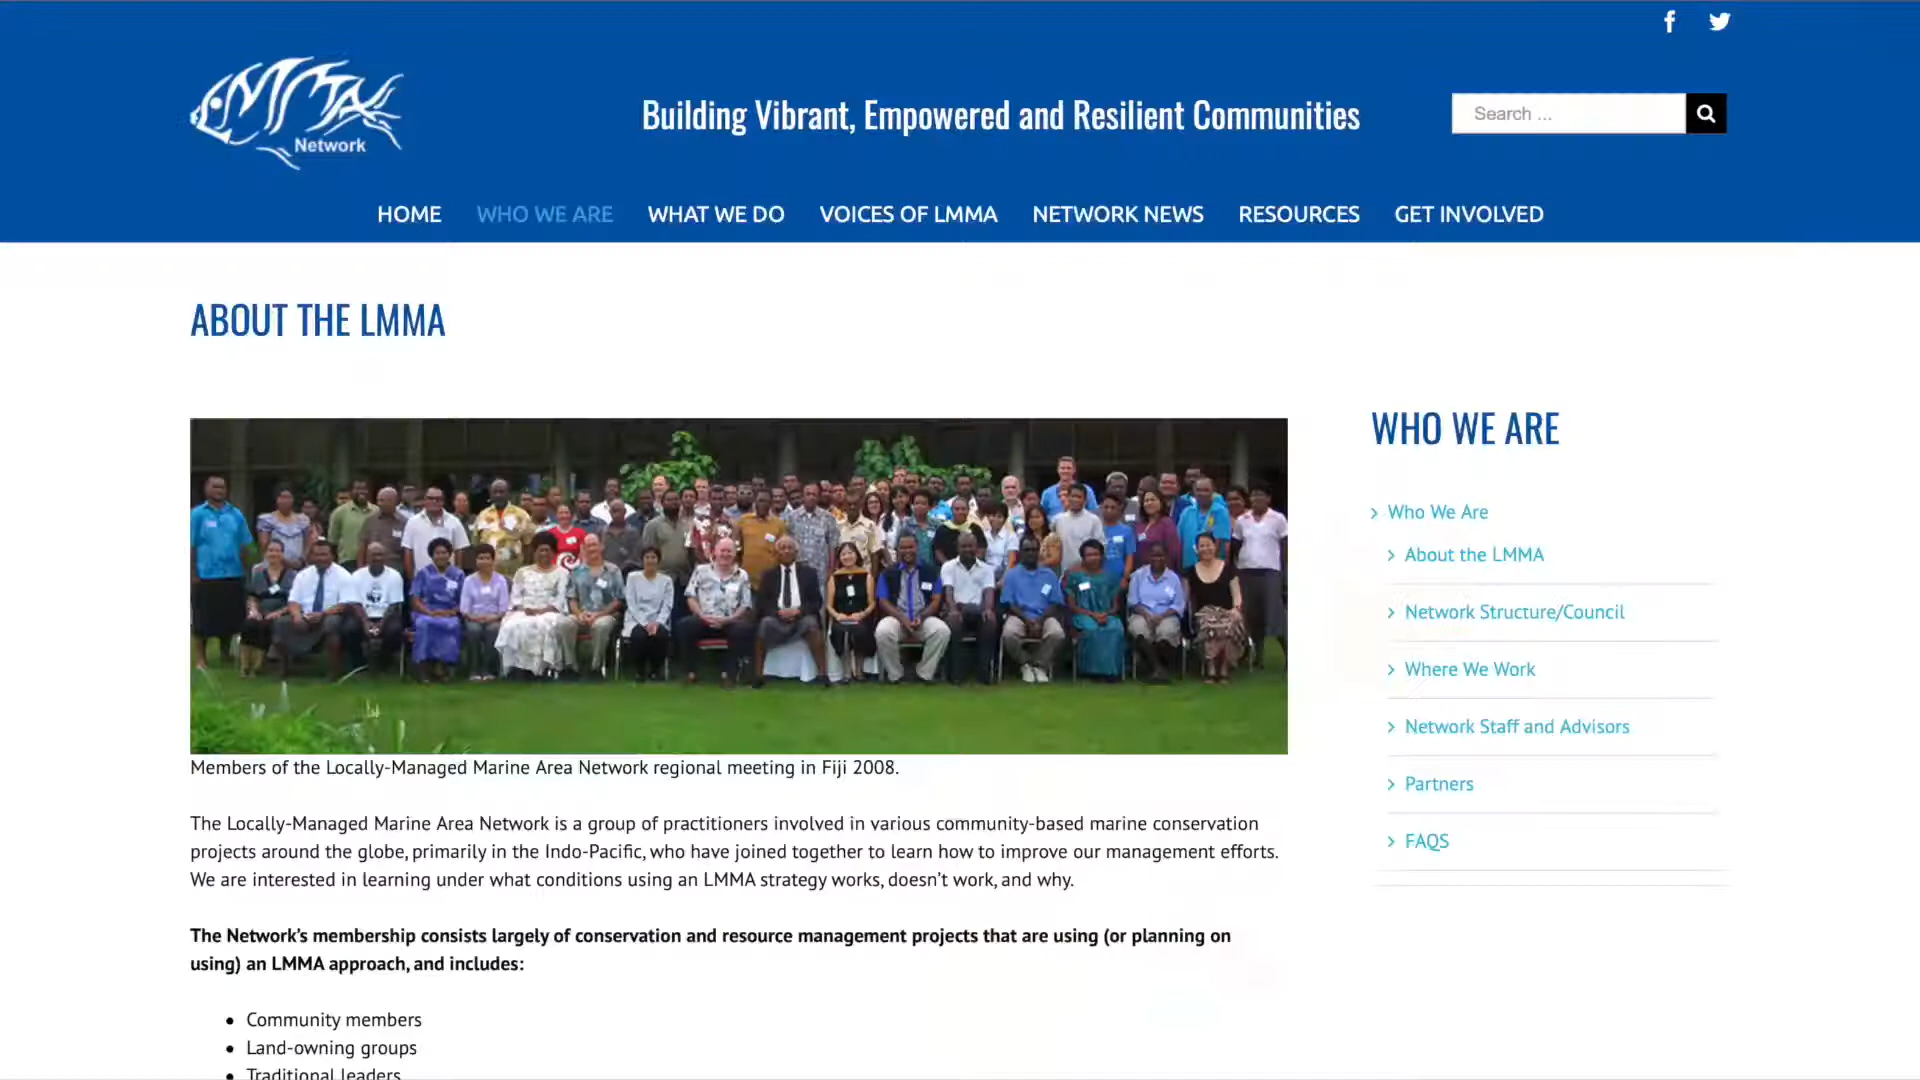 LMMA
Network
Building Vibrant, Empowered and Resilient Communities
Search ...
HOME WHO WE ARE WHAT WE DO VOICES OF LMMA NETWORK NEWS RESOURCES GET INVOLVED
ABOUT THE LMMA
Members of the Locally-Managed Marine Area Network regional meeting in Fiji 2008.
The Locally-Managed Marine Area Network is a group of practitioners involved in various community-based marine conservation
projects around the globe, primarily in the Indo-Pacific, who have joined together to learn how to improve our management efforts.
We are interested in learning under what conditions using an LMMA strategy works, doesn't work, and why.
The Network's membership consists largely of conservation and resource management projects that are using (or planning on
using) an LMMA approach, and includes:
Community members
Land-owning groups
Traditional leaders
WHO WE ARE
Who We Are
About the LMMA
Network Structure/Council
Where We Work
Network Staff and Advisors
Partners
FAQS